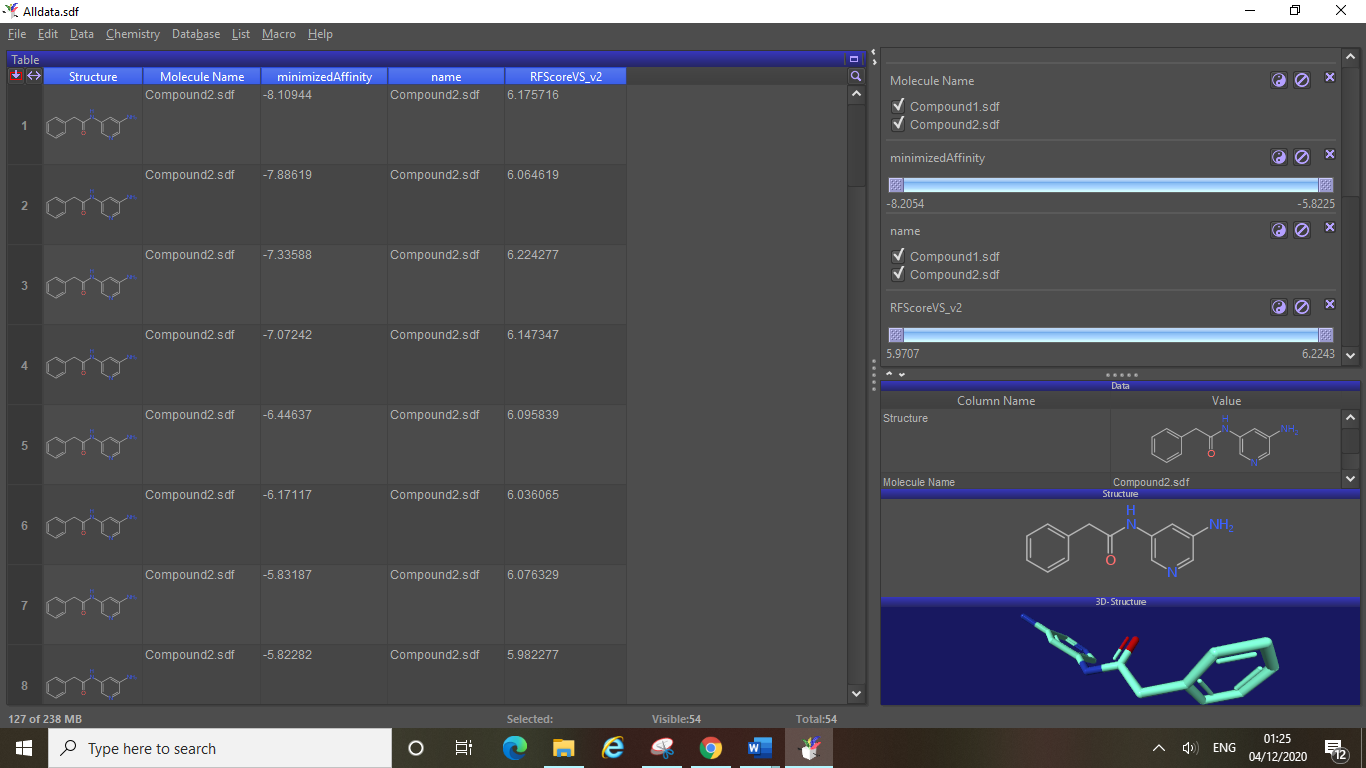 Alldata.sdf
File Edit Data Chemistry Database List Macro Help
Table
Structure Molecule Name minimizedAffinity name RFScoreVS_v2
1 Compound2.sdf -8.10944 Compound2.sdf 6.175716
2 Compound2.sdf -7.88619 Compound2.sdf 6.064619
3 Compound2.sdf -7.33588 Compound2.sdf 6.224277
4 Compound2.sdf -7.07242 Compound2.sdf 6.147347
5 Compound2.sdf -6.44637 Compound2.sdf 6.095839
6 Compound2.sdf -6.17117 Compound2.sdf 6.036065
7 Compound2.sdf -5.83187 Compound2.sdf 6.076329
8 Compound2.sdf -5.82282 Compound2.sdf 5.982277
Molecule Name
Compound1.sdf
Compound2.sdf
minimizedAffinity
-8.2054 -5.8225
name
Compound1.sdf
Compound2.sdf
RFScoreVS_v2
5.9707 6.2243
Data
Column Name Value
Structure
H
N
NH2
O
N
Molecule Name Compound2.sdf
Structure
H
N
NH2
O
N
3D-Structure
127 of 238 MB Selected: Visible:54 Total:54
Type here to search
ENG
01:25
04/12/2020
12